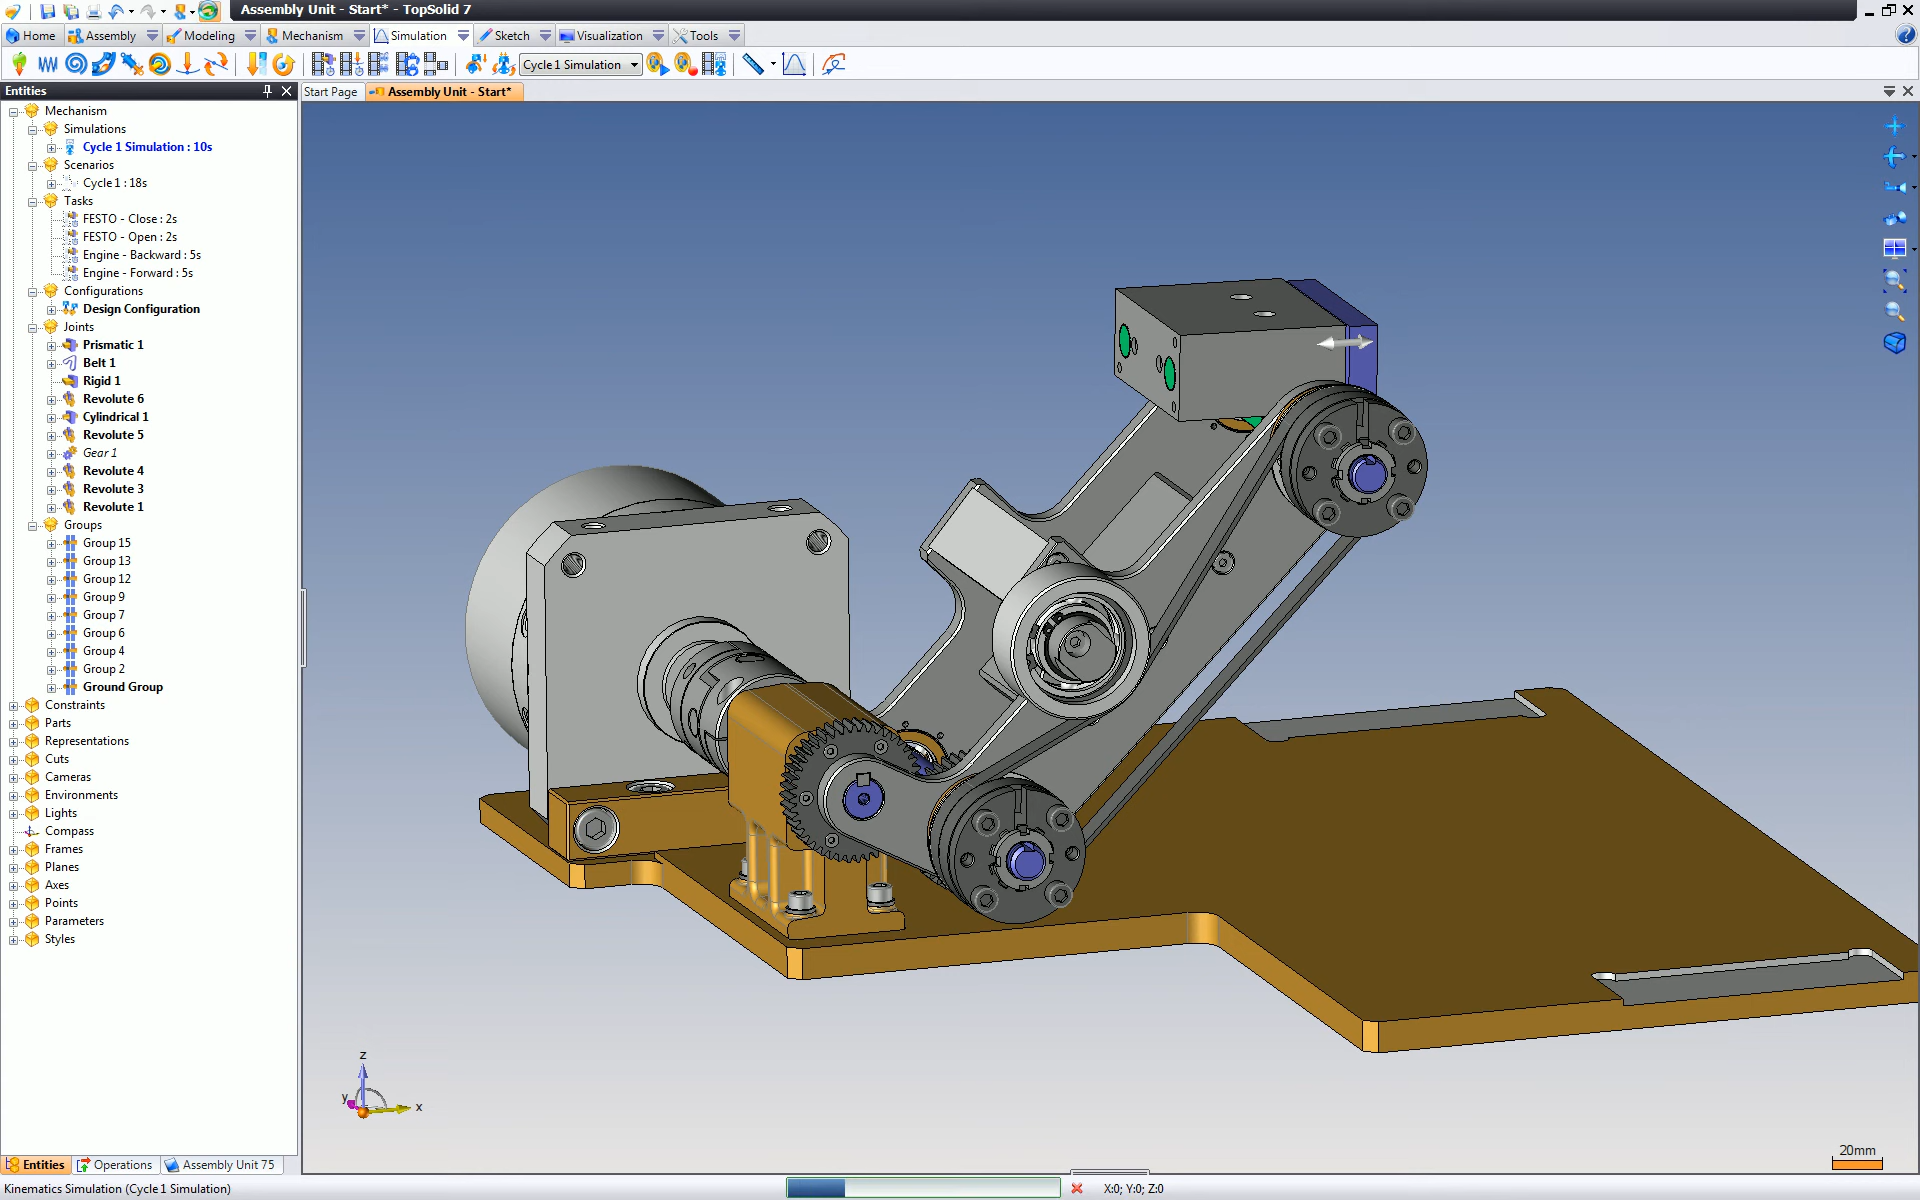 Assembly Unit - Start* - TopSolid 7
Home Assembly Modeling Mechanism Simulation Sketch Visualization Tools
Cycle 1 Simulation
Entities
Start Page Assembly Unit - Start*
Mechanism
Simulations
Cycle 1 Simulation : 10s
Scenarios
Cycle 1 : 18s
Tasks
FESTO - Close : 2s
FESTO - Open : 2s
Engine - Backward : 5s
Engine - Forward : 5s
Configurations
Design Configuration
Joints
Prismatic 1
Belt 1
Rigid 1
Revolute 6
Cylindrical 1
Revolute 5
Gear 1
Revolute 4
Revolute 3
Revolute 1
Groups
Group 15
Group 13
Group 12
Group 9
Group 7
Group 6
Group 4
Group 2
Ground Group
Constraints
Parts
Representations
Cuts
Cameras
Environments
Lights
Compass
Frames
Planes
Axes
Points
Parameters
Styles
z
y
x
20mm
Entities Operations Assembly Unit 75
Kinematics Simulation (Cycle 1 Simulation)
X:0; Y:0; Z:0